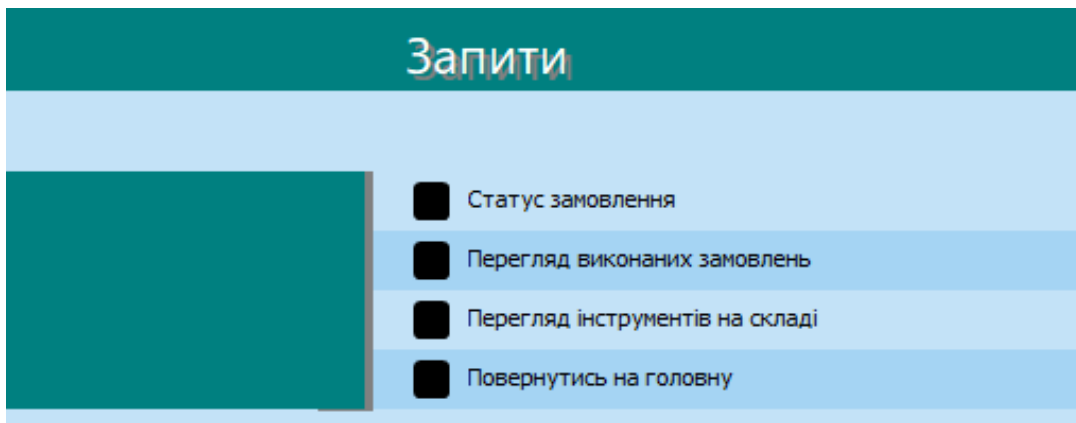 Запити
Статус замовлення
Перегляд виконаних замовлень
Перегляд інструментів на складі
Повернутись на головну